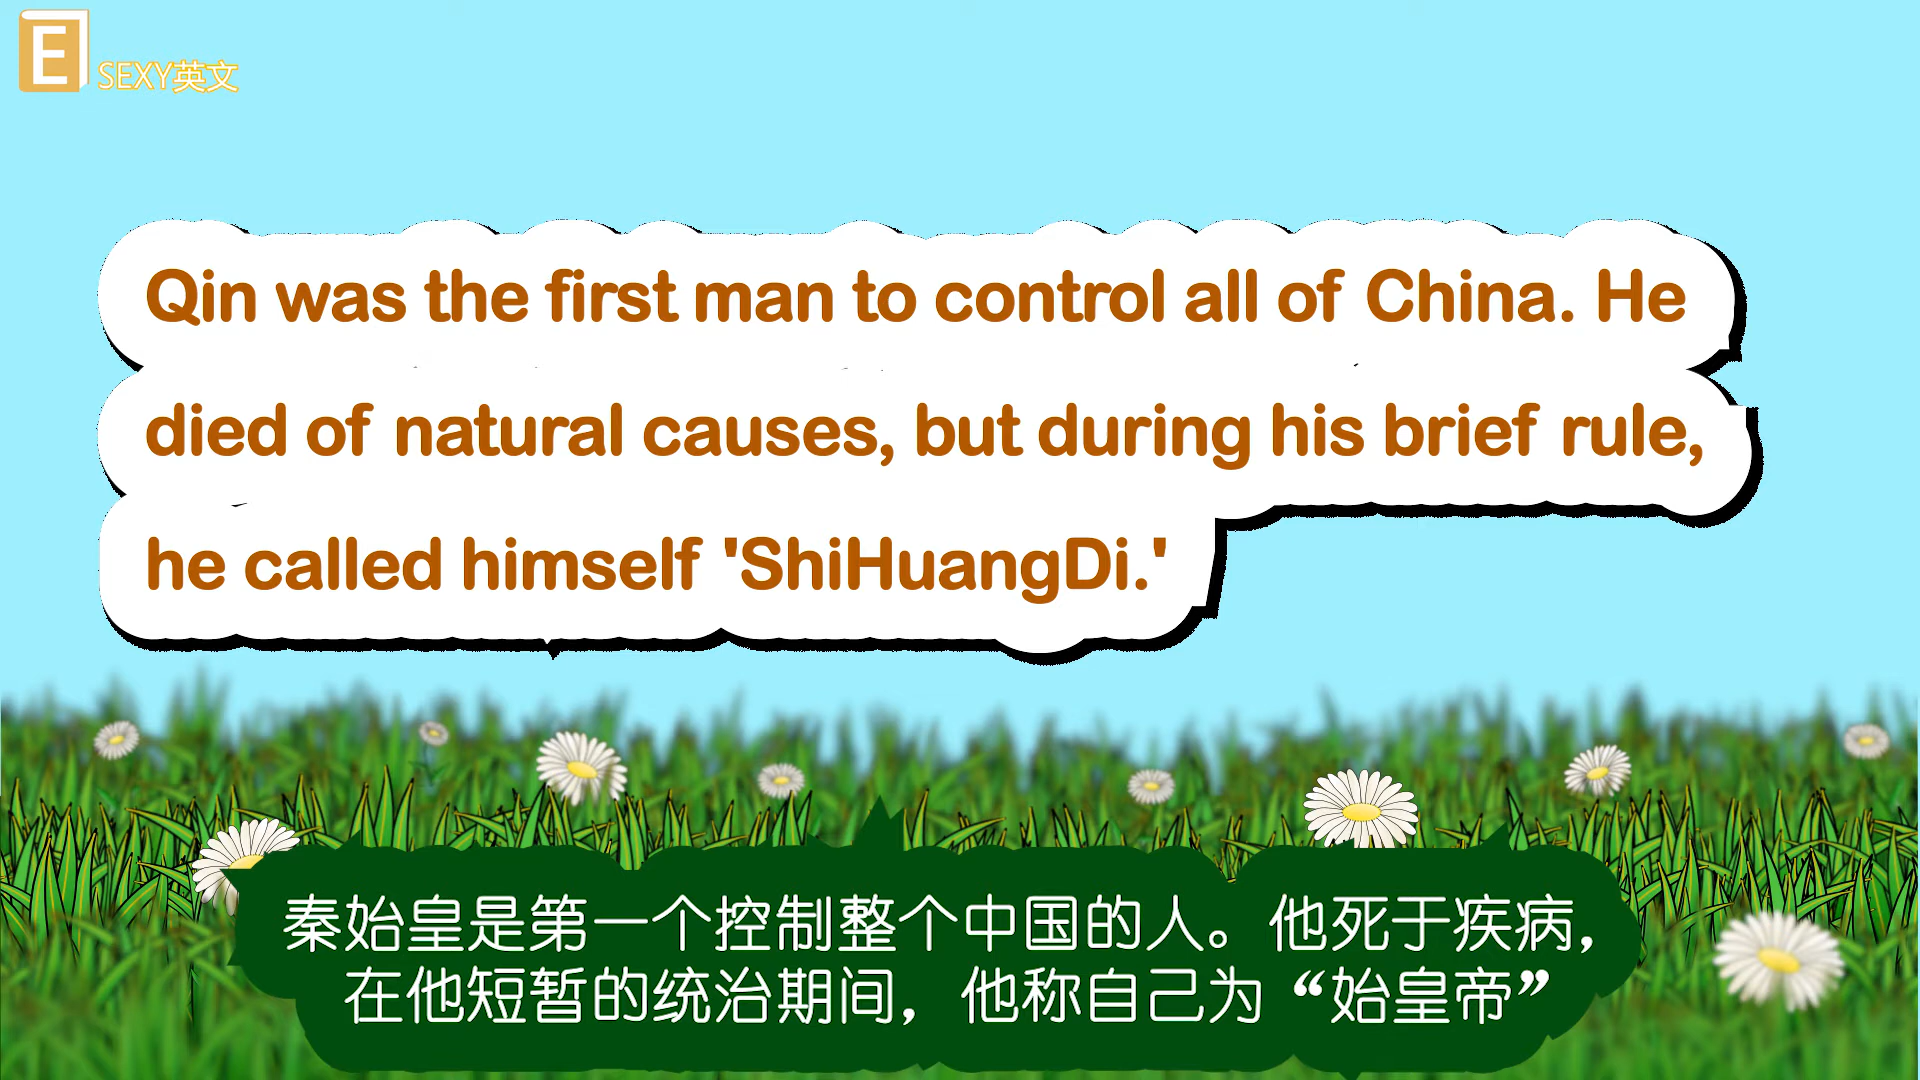 E
SEXY英文
Qin was the first man to control all of China. He
died of natural causes, but during his brief rule,
he called himself 'ShiHuangDi.'
秦始皇是第一个控制整个中国的人。他死于疾病，
在他短暂的统治期间，他称自己为“始皇帝”